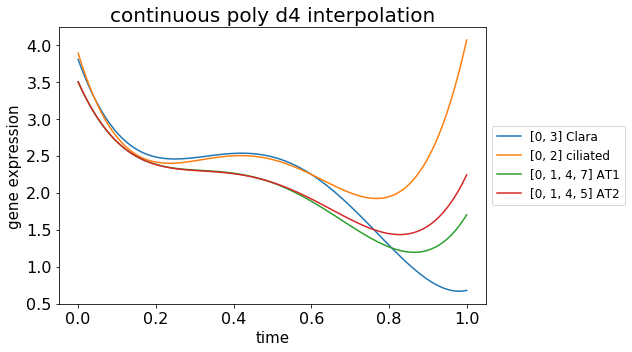 continuous poly d4 interpolation
gene expression
4.0
3.5
3.0
2.5
2.0
1.5
1.0
0.5
0.0 0.2 0.4 0.6 0.8 1.0
time
[0, 3] Clara
[0, 2] ciliated
[0, 1, 4, 7] AT1
[0, 1, 4, 5] AT2